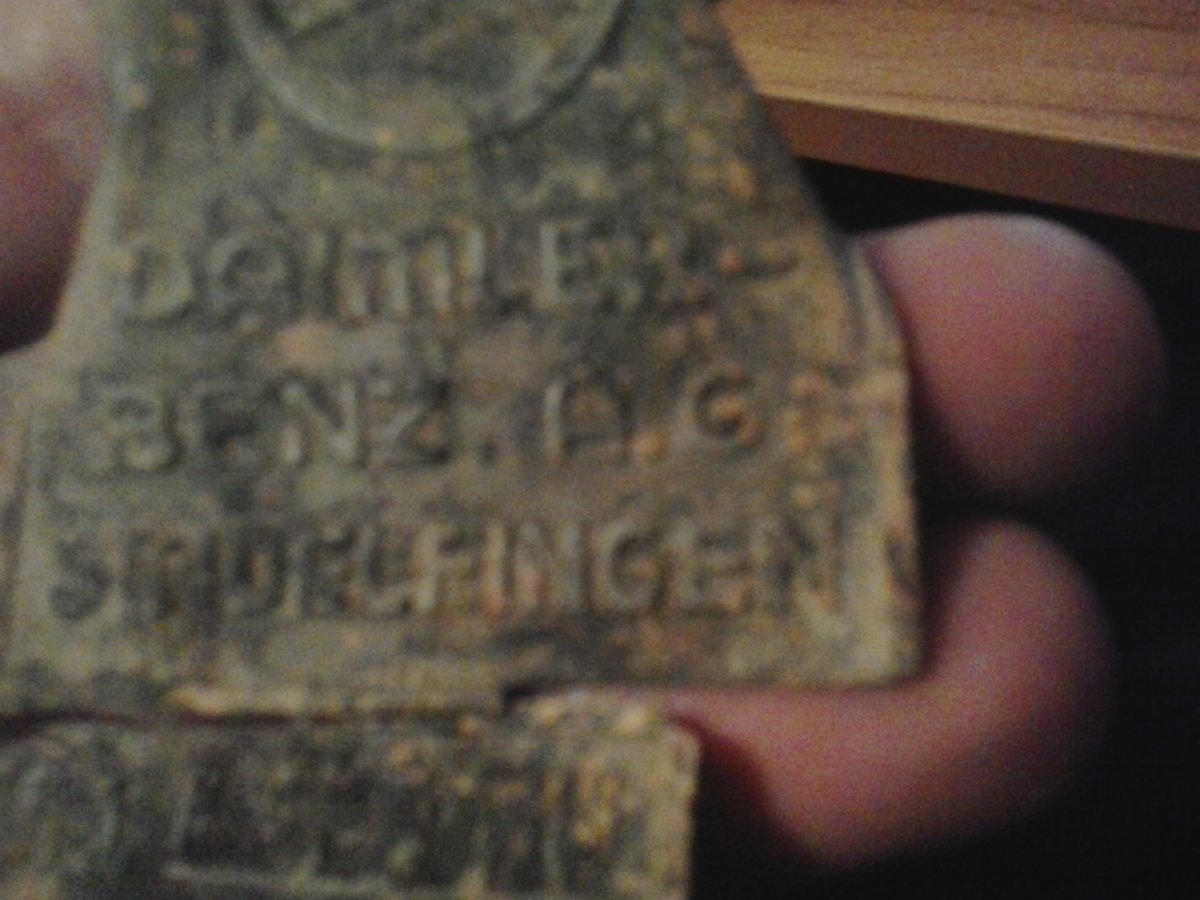 DAIMLER-
BENZ. A.G
SINDELFINGEN